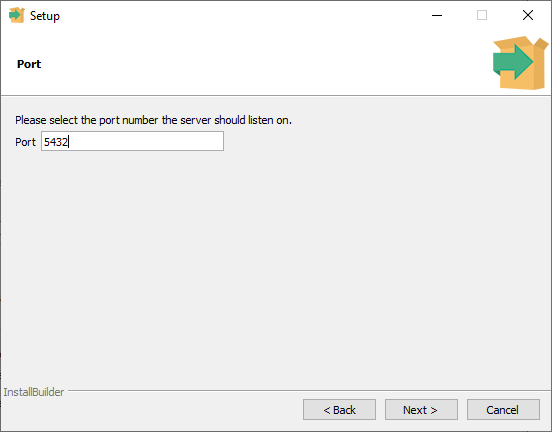 Setup
Port
Please select the port number the server should listen on.
Port 5432
InstallBuilder
< Back Next > Cancel